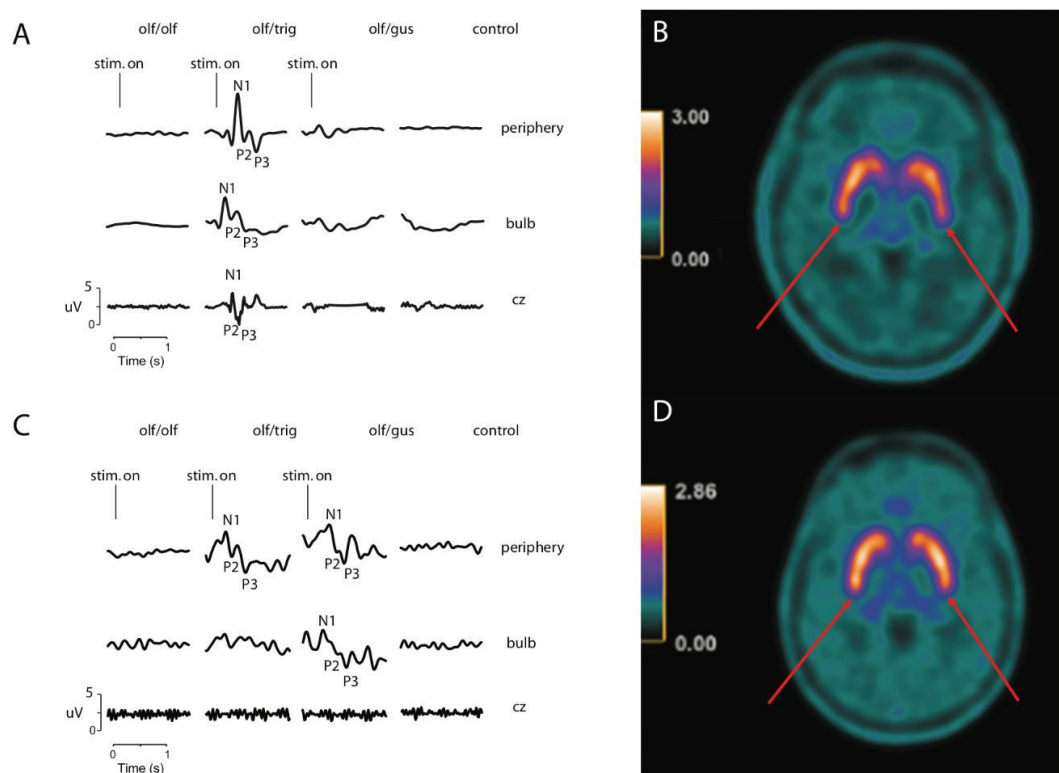 A
olf/olf olf/trig olf/gus control
stim. on stim. on stim. on
N1
periphery
P2 P3
N1
bulb
P2 P3
N1
5
uV
0
cz
P2 P3
0 1
Time (s)
B
3.00
0.00
C
olf/olf olf/trig olf/gus control
stim. on stim. on stim. on
N1 N1
periphery
P2 P3 P2 P3
N1
bulb
P2 P3
5
uV
0
cz
0 1
Time (s)
D
2.86
0.00